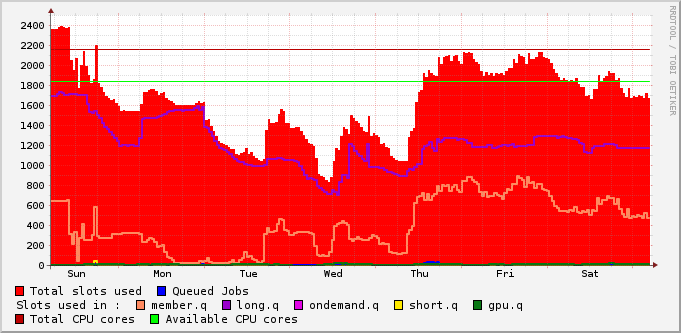 2400
2200
2000
1800
1600
1400
1200
1000
800
600
400
200
0
Sun Mon Tue Wed Thu Fri Sat
RRDTOOL / TOBI OETIKER
Total slots used Queued Jobs
Slots used in : member.q long.q ondemand.q short.q gpu.q
Total CPU cores Available CPU cores